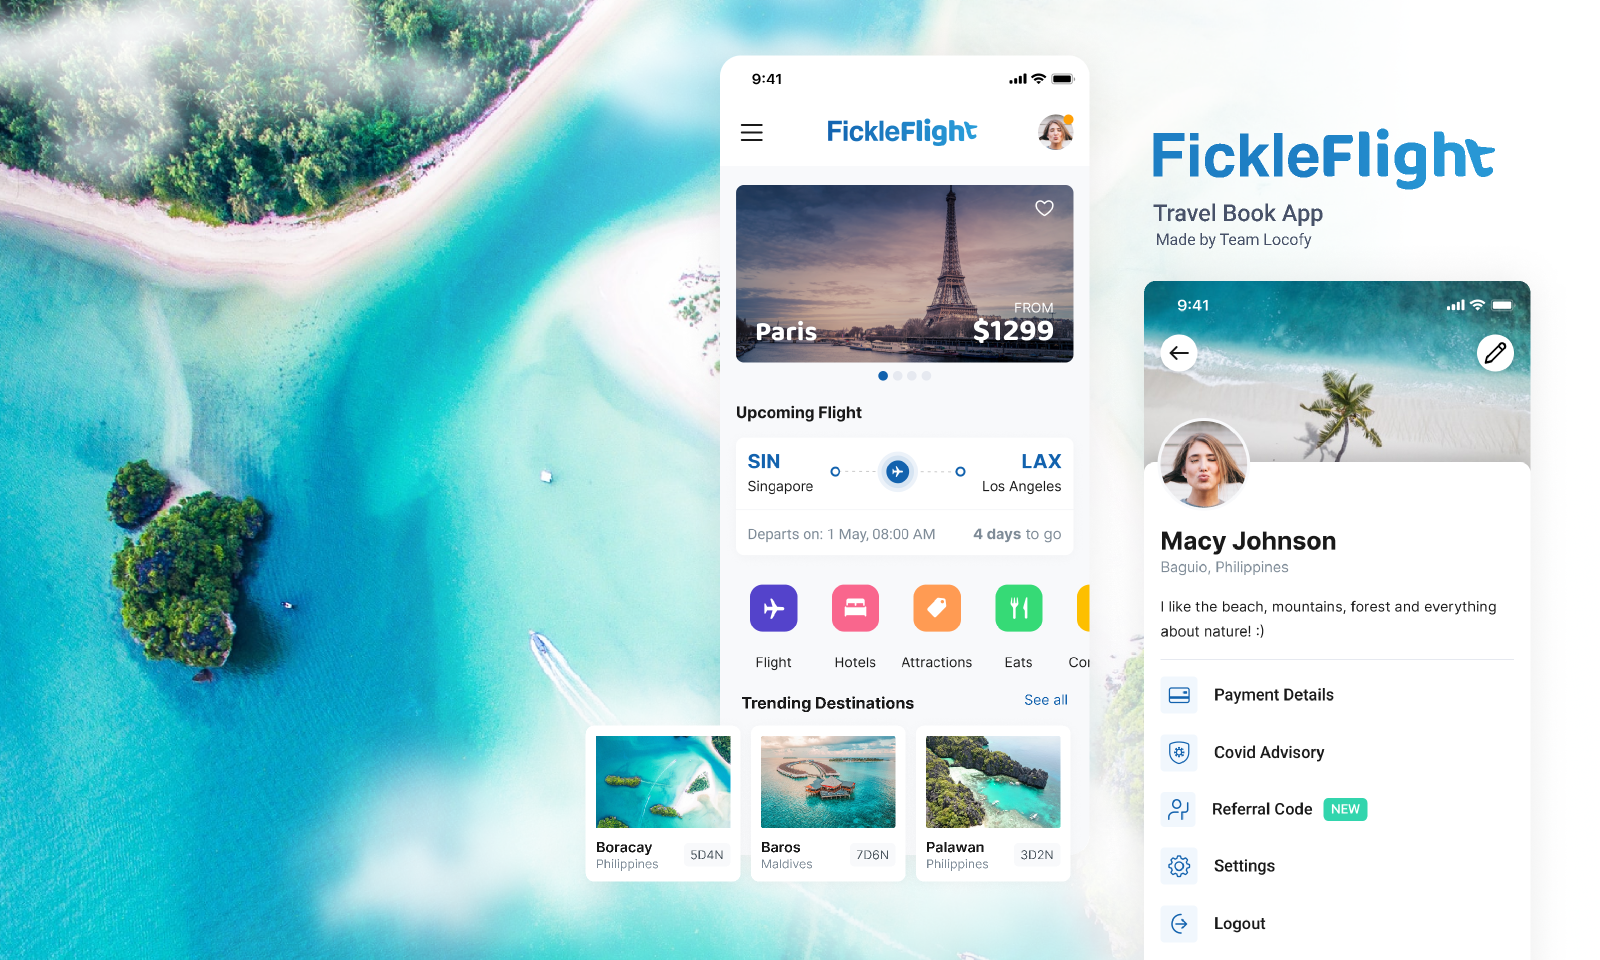 9:41
FickleFlight
FROM
Paris
$1299
Upcoming Flight
SIN
LAX
Singapore
Los Angeles
Departs on: 1 May, 08:00 AM
4 days to go
Flight
Hotels
Attractions
Eats
Trending Destinations
See all
Boracay
Philippines
5D4N
Baros
Maldives
7D6N
Palawan
Philippines
3D2N
FickleFlight
Travel Book App
Made by Team Locofy
9:41
Macy Johnson
Baguio, Philippines
I like the beach, mountains, forest and everything
about nature! :)
Payment Details
Covid Advisory
Referral Code NEW
Settings
Logout